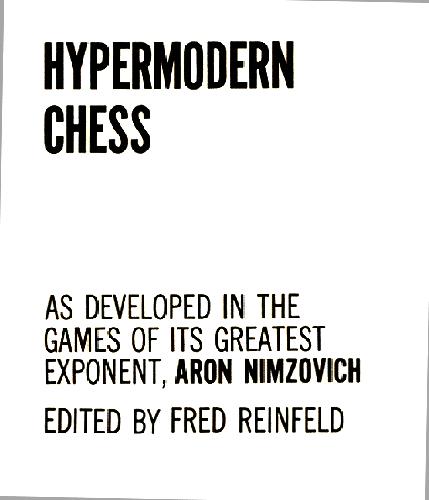 HYPERMODERN
CHESS
AS DEVELOPED IN THE
GAMES OF ITS GREATEST
EXPONENT, ARON NIMZOVICH
EDITED BY FRED REINFELD